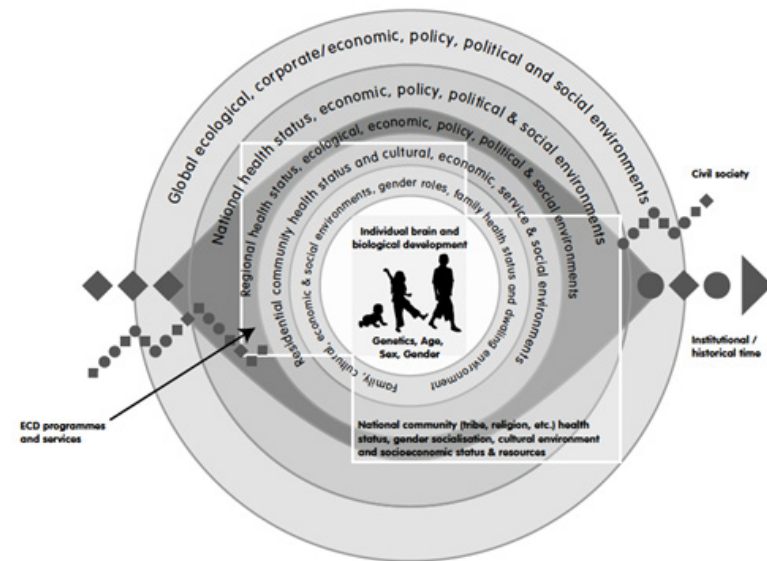 Global ecological, corporate/economic, policy, political and social environments
National health status, economic, policy, political & social environments
Regional health status, ecological, economic, policy, political & social environments
Residential community health status and cultural, economic, service & social environments
Family, cultural, economic & social environments, gender roles, family health status and dwelling environment
Individual brain and
biological development
Genetics, Age,
Sex, Gender
Civil society
Institutional /
historical time
ECD programmes
and services
National community (tribe, religion, etc.) health
status, gender socialisation, cultural environment
and socioeconomic status & resources